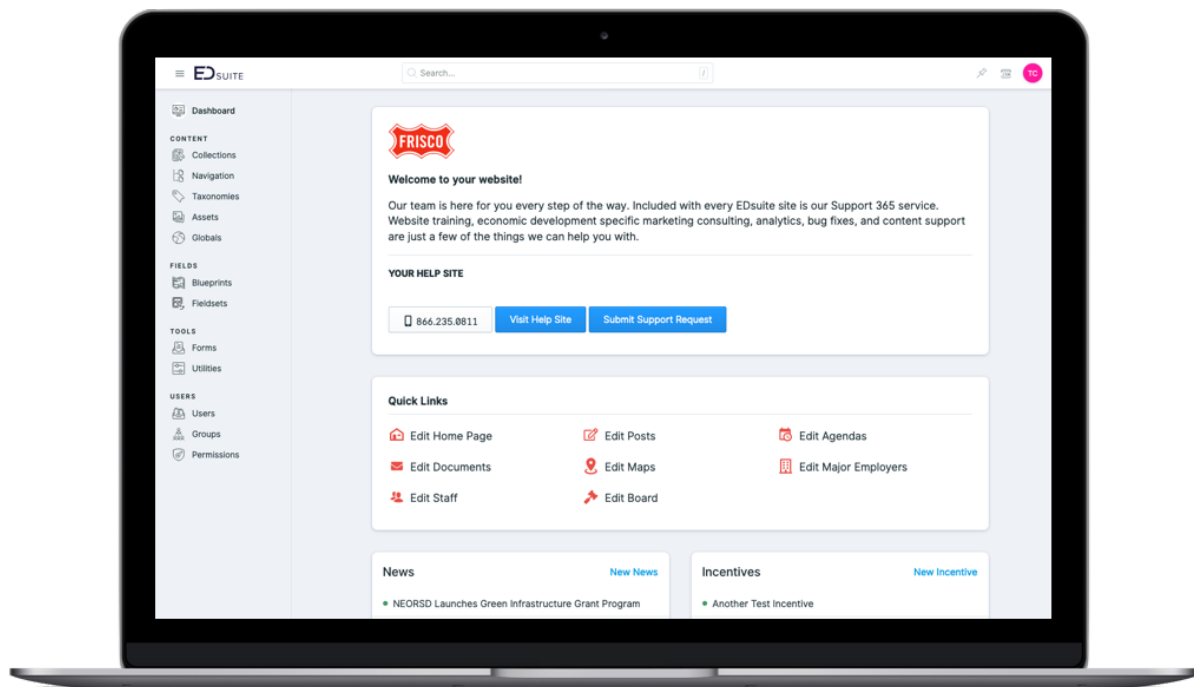 EDSUITE
Search...
/
TC
Dashboard
CONTENT
Collections
Navigation
Taxonomies
Assets
Globals
FIELDS
Blueprints
Fieldsets
TOOLS
Forms
Utilities
USERS
Users
Groups
Permissions
FRISCO
Welcome to your website!
Our team is here for you every step of the way. Included with every EDsuite site is our Support 365 service.
Website training, economic development specific marketing consulting, analytics, bug fixes, and content support
are just a few of the things we can help you with.
YOUR HELP SITE
866.235.0811
Visit Help Site
Submit Support Request
Quick Links
Edit Home Page
Edit Posts
Edit Agendas
Edit Documents
Edit Maps
Edit Major Employers
Edit Staff
Edit Board
News
New News
NEORSD Launches Green Infrastructure Grant Program
Incentives
New Incentive
Another Test Incentive